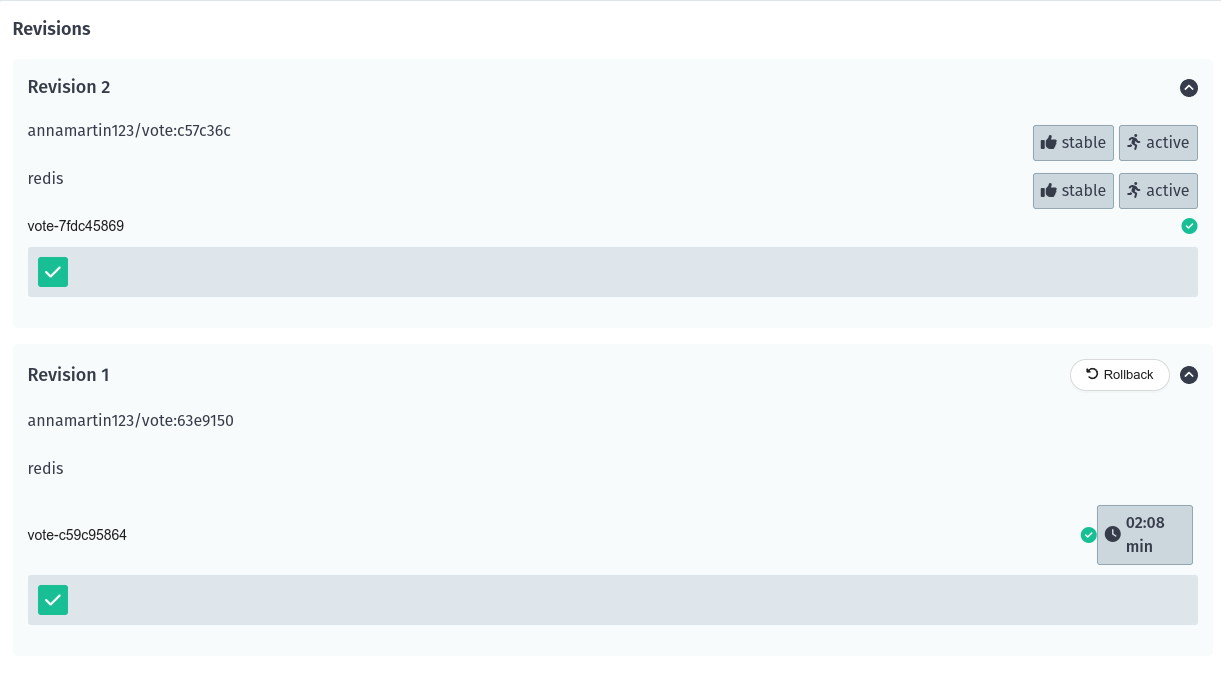 Revisions
Revision 2
annamartin123/vote:c57c36c
stable
active
redis
stable
active
vote-7fdc45869
Revision 1
Rollback
annamartin123/vote:63e9150
redis
vote-c59c95864
02:08
min